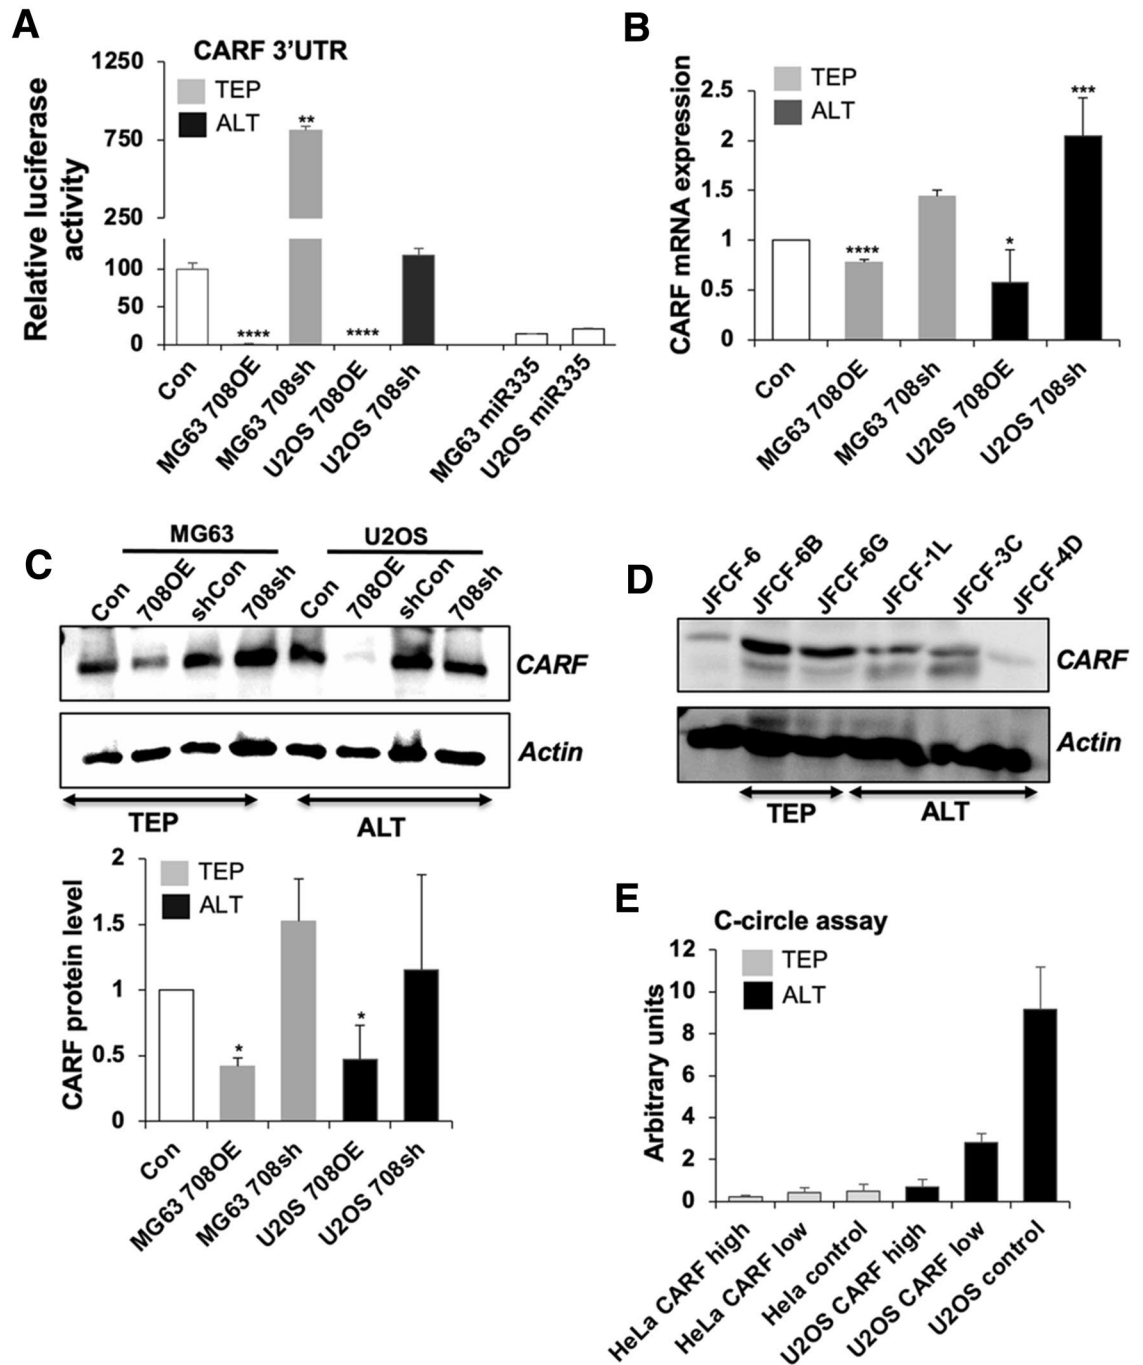 A
CARF 3'UTR
TEP
ALT
Relative luciferase
activity
1250
750
250
100
50
0
**
****
****
Con
MG63 708OE
MG63 708sh
U2OS 708OE
U2OS 708sh
MG63 miR335
U2OS miR335
B
TEP
ALT
CARF mRNA expression
2.5
2
1.5
1
0.5
0
****
*
***
Con
MG63 708OE
MG63 708sh
U20S 708OE
U2OS 708sh
C
MG63
U2OS
Con
708OE
shCon
708sh
Con
708OE
shCon
708sh
CARF
Actin
TEP
ALT
TEP
ALT
CARF protein level
2
1.5
1
0.5
0
*
*
Con
MG63 708OE
MG63 708sh
U20S 708OE
U2OS 708sh
D
JFCF-6
JFCF-6B
JFCF-6G
JFCF-1L
JFCF-3C
JFCF-4D
CARF
Actin
TEP
ALT
E
C-circle assay
TEP
ALT
Arbitrary units
12
10
8
6
4
2
0
HeLa CARF high
HeLa CARF low
Hela control
U2OS CARF high
U2OS CARF low
U2OS control